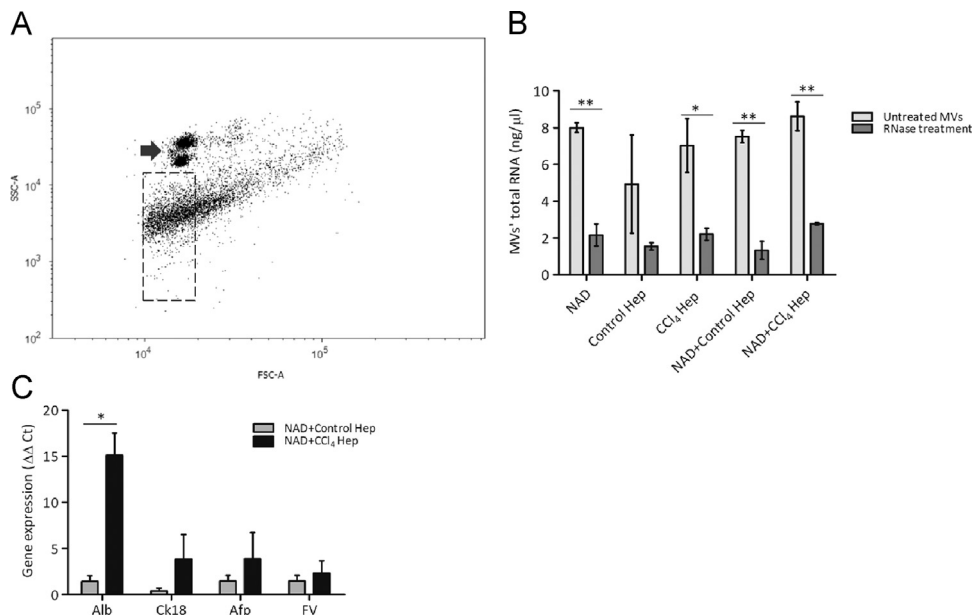 A
SSC-A
10⁵
10⁴
10³
10²
10⁴
10⁵
FSC-A
B
MVs' total RNA (ng/µl)
10
8
6
4
2
0
**
*
**
**
Untreated MVs
RNase treatment
NAD
Control Hep
CCl₄ Hep
NAD+Control Hep
NAD+CCl₄ Hep
C
Gene expression (ΔΔ Ct)
20
15
10
5
0
*
NAD+Control Hep
NAD+CCl₄ Hep
Alb
Ck18
Afp
FV